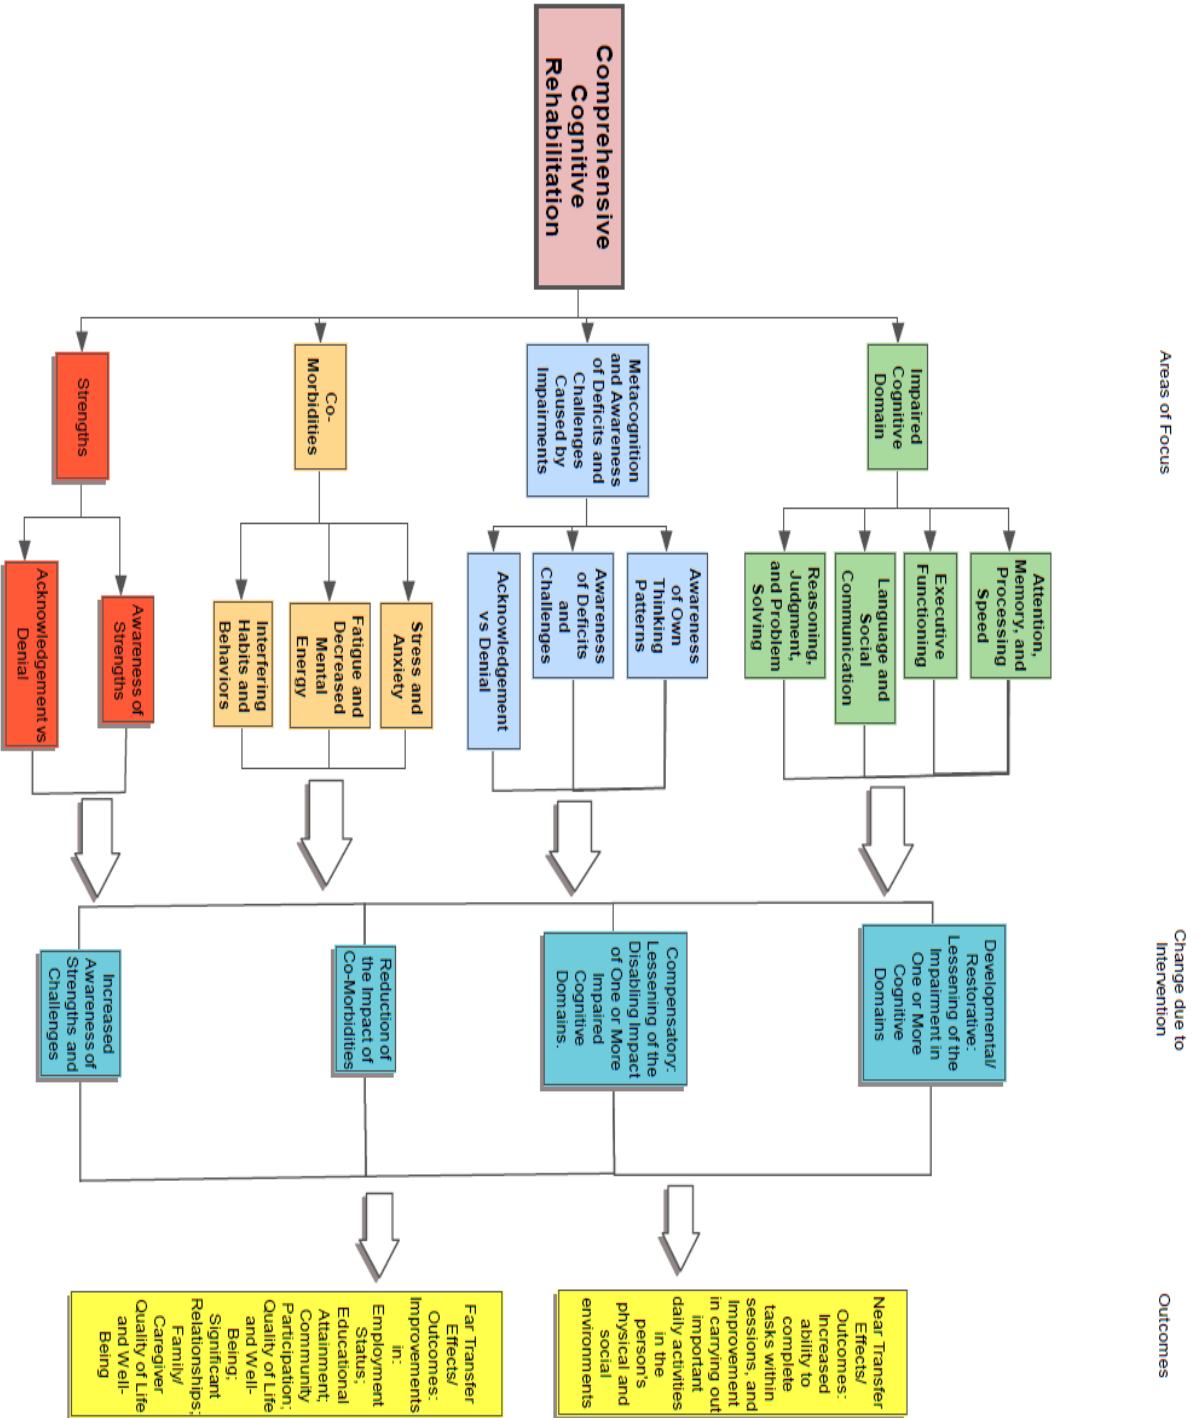 Comprehensive
Cognitive
Rehabilitation
Areas of Focus
Impaired
Cognitive
Domain
Attention,
Memory, and
Processing
Speed
Executive
Functioning
Language and
Social
Communication
Reasoning,
Judgment,
and Problem
Solving
Metacognition
and Awareness
of Deficits and
Challenges
Caused by
Impairments
Awareness
of Own
Thinking
Patterns
Awareness
of Deficits
and
Challenges
Acknowledgement
vs Denial
Co-
Morbidities
Stress and
Anxiety
Fatigue and
Decreased
Mental
Energy
Interfering
Habits and
Behaviors
Strengths
Awareness of
Strengths
Acknowledgement vs
Denial
Change due to
Intervention
Developmental/
Restorative:
Lessening of the
Impairment in
One or More
Cognitive
Domains
Compensatory:
Lessening of the
Disabling Impact
of One or More
Impaired
Cognitive
Domains.
Reduction of
the Impact of
Co-Morbidities
Increased
Awareness of
Strengths and
Challenges
Outcomes
Near Transfer
Effects/
Outcomes:
Increased
ability to
complete
tasks within
sessions, and
Improvement
in carrying out
important
daily activities
in the
person's
physical and
social
environments
Far Transfer
Effects/
Outcomes:
Improvements
in:
Employment
Status;
Educational
Attainment;
Community
Participation;
Quality of Life
and Well-
Being;
Significant
Relationships;
Family/
Caregiver
Quality of Life
and Well-
Being